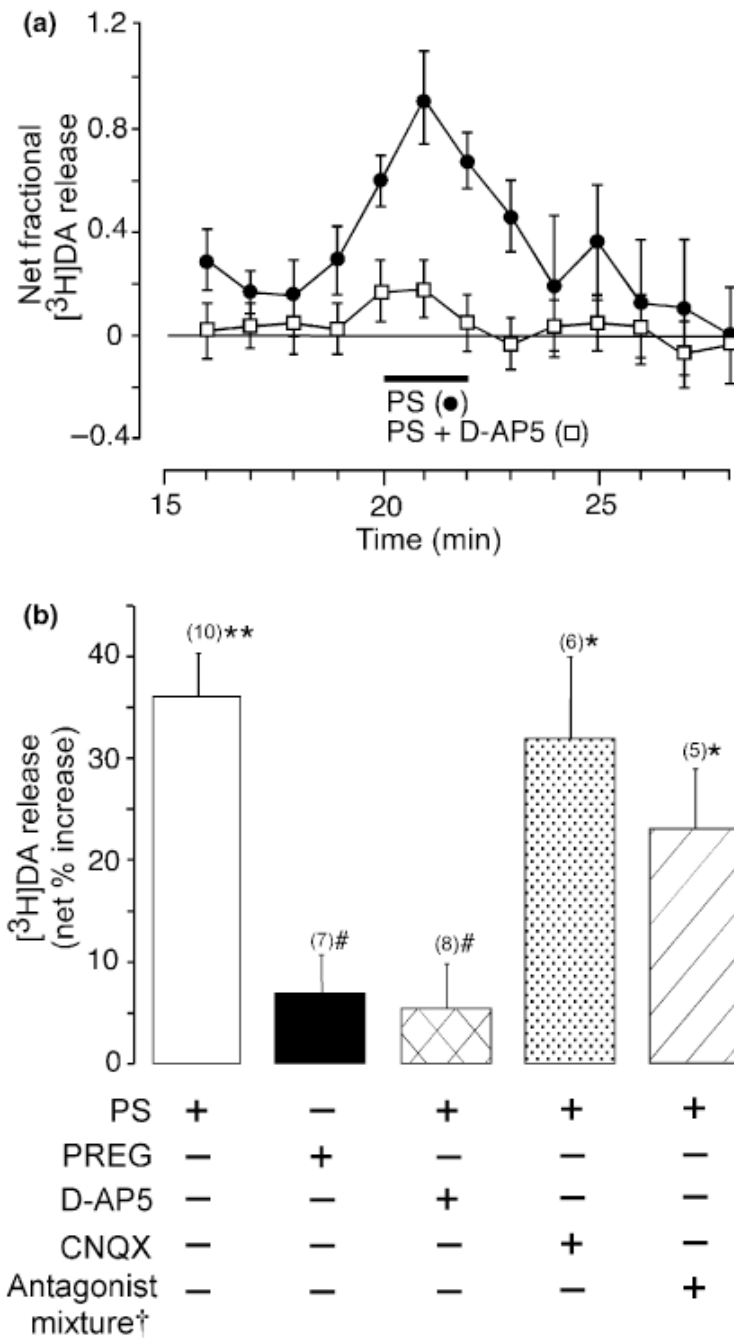 (a)
1.2
0.8
0.4
0
−0.4
Net fractional
[³H]DA release
PS (●)
PS + D-AP5 (□)
15 20 25
Time (min)
(b)
40
30
20
10
0
[³H]DA release
(net % increase)
(10)**
(7)#
(8)#
(6)*
(5)*
PS + − + + +
PREG − + − − −
D-AP5 − − + − −
CNQX − − − + −
Antagonist
mixture† − − − − +